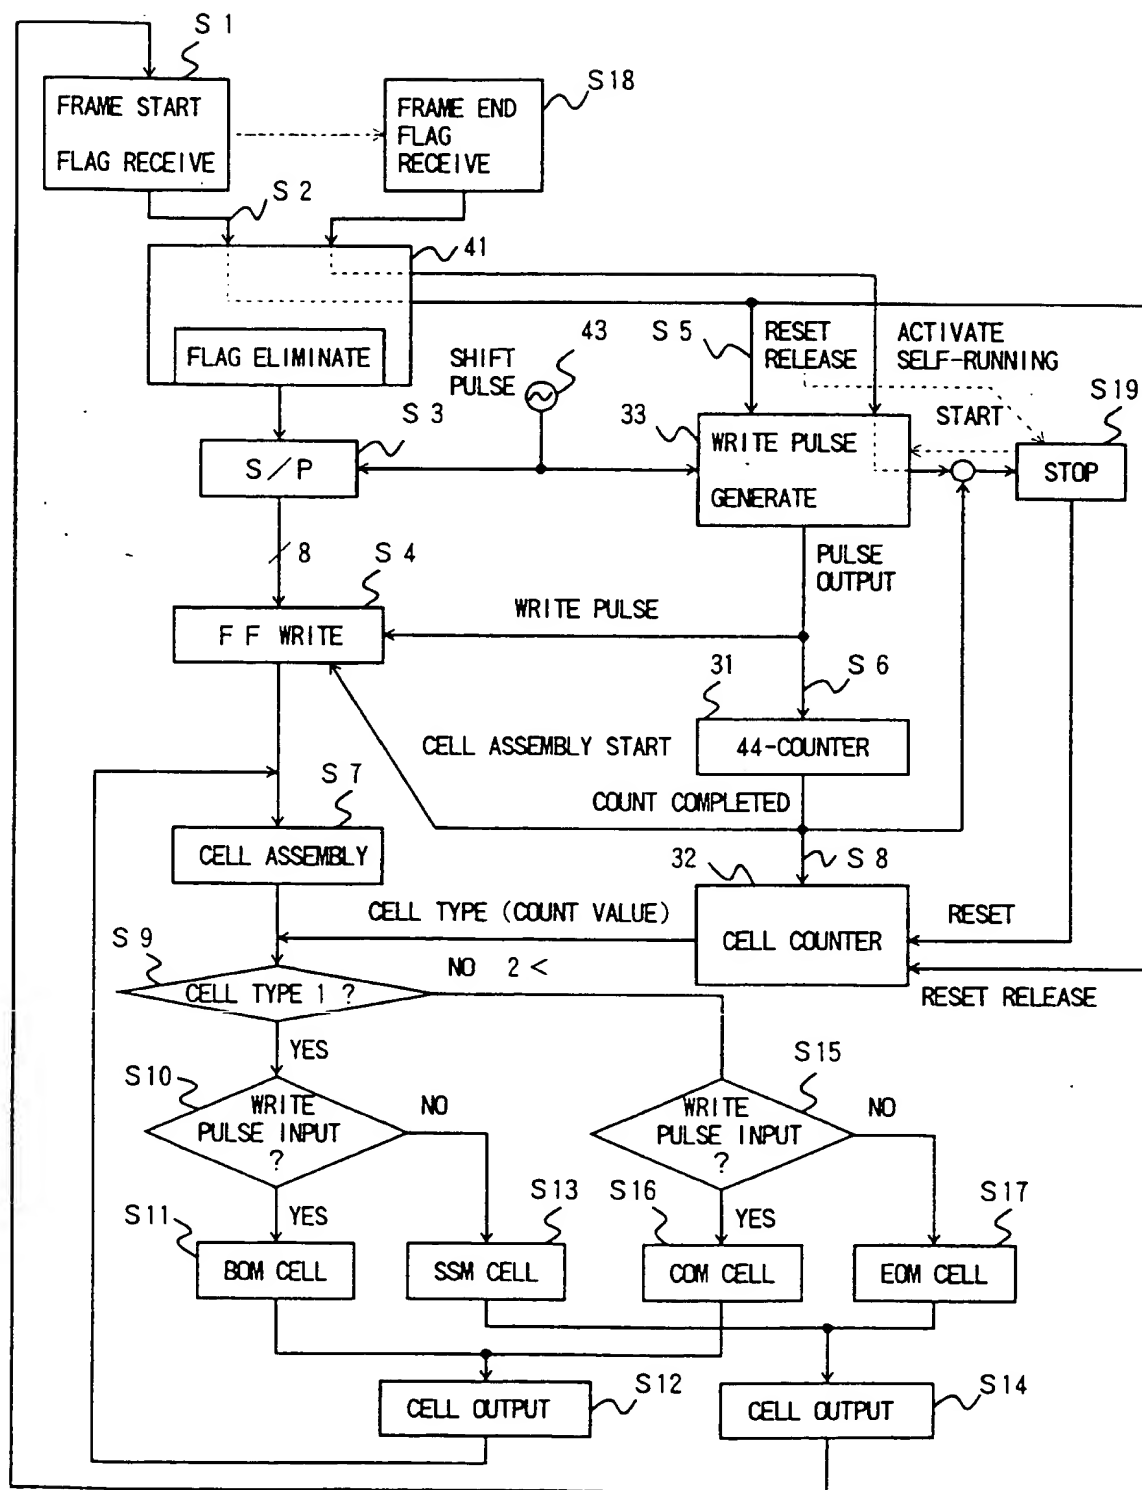 S 1
FRAME START
FLAG RECEIVE
S18
FRAME END
FLAG
RECEIVE
S 2
41
FLAG ELIMINATE
SHIFT
PULSE
43
S 5
RESET
RELEASE
ACTIVATE
SELF-RUNNING
S 3
S/P
33
WRITE PULSE
GENERATE
START
S19
STOP
8
S 4
PULSE
OUTPUT
F F WRITE
WRITE PULSE
S 6
31
44-COUNTER
CELL ASSEMBLY START
S 7
COUNT COMPLETED
CELL ASSEMBLY
32
S 8
CELL TYPE (COUNT VALUE)
CELL COUNTER
RESET
RESET RELEASE
S 9
CELL TYPE 1 ?
NO 2 <
YES
S10
WRITE
PULSE INPUT
?
NO
S15
WRITE
PULSE INPUT
?
NO
YES
YES
S11
BOM CELL
S13
SSM CELL
S16
COM CELL
S17
EOM CELL
S12
CELL OUTPUT
S14
CELL OUTPUT